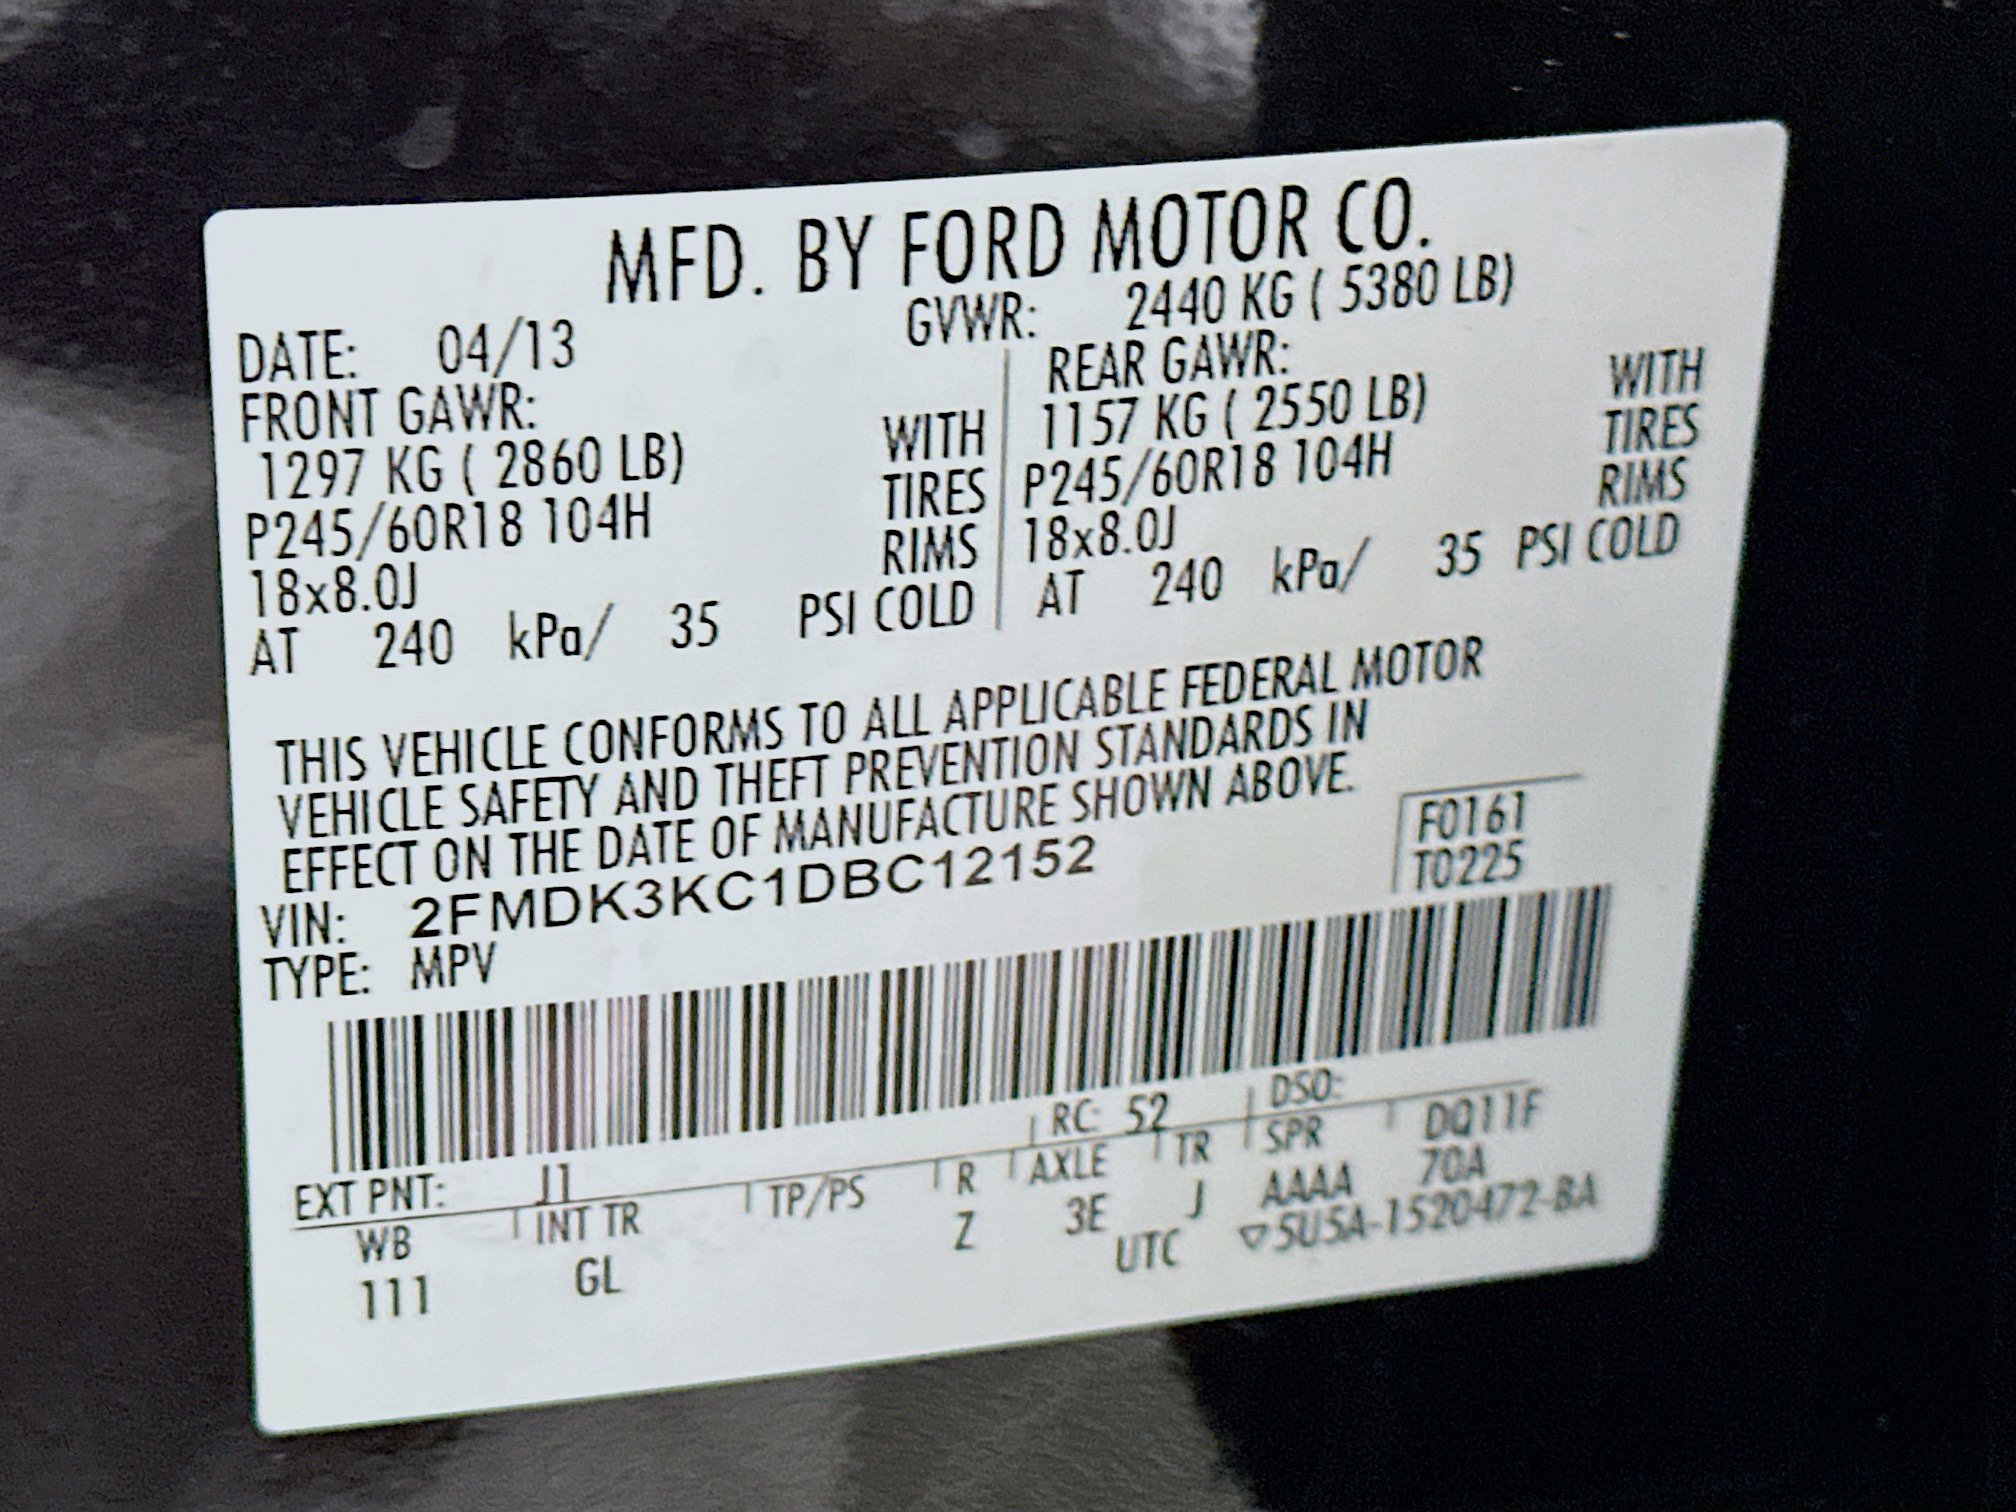 MFD. BY FORD MOTOR CO.
DATE: 04/13 GVWR: 2440 KG ( 5380 LB)
FRONT GAWR: REAR GAWR:
1297 KG ( 2860 LB) WITH 1157 KG ( 2550 LB) WITH
P245/60R18 104H TIRES P245/60R18 104H TIRES
18x8.0J RIMS 18x8.0J RIMS
AT 240 kPa/ 35 PSI COLD AT 240 kPa/ 35 PSI COLD
THIS VEHICLE CONFORMS TO ALL APPLICABLE FEDERAL MOTOR
VEHICLE SAFETY AND THEFT PREVENTION STANDARDS IN
EFFECT ON THE DATE OF MANUFACTURE SHOWN ABOVE.
VIN: 2FMDK3KC1DBC12152 F0161
TYPE: MPV T0225
EXT PNT: J1 RC: 52 DSO:
WB INT TR TP/PS R AXLE TR SPR DQ11F
111 GL Z 3E J AAAA 70A
UTC ▽5U5A-1520472-BA